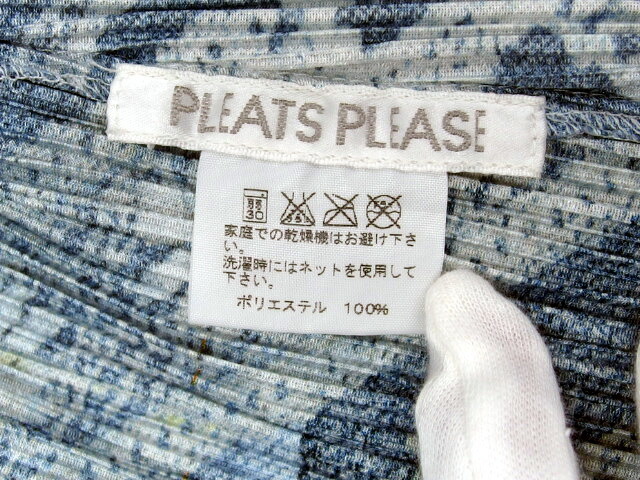 PLEATS PLEASE
弱
30
家庭での乾燥機はお避け下さ
い。
洗濯時にはネットを使用して
下さい。
ポリエステル 100%